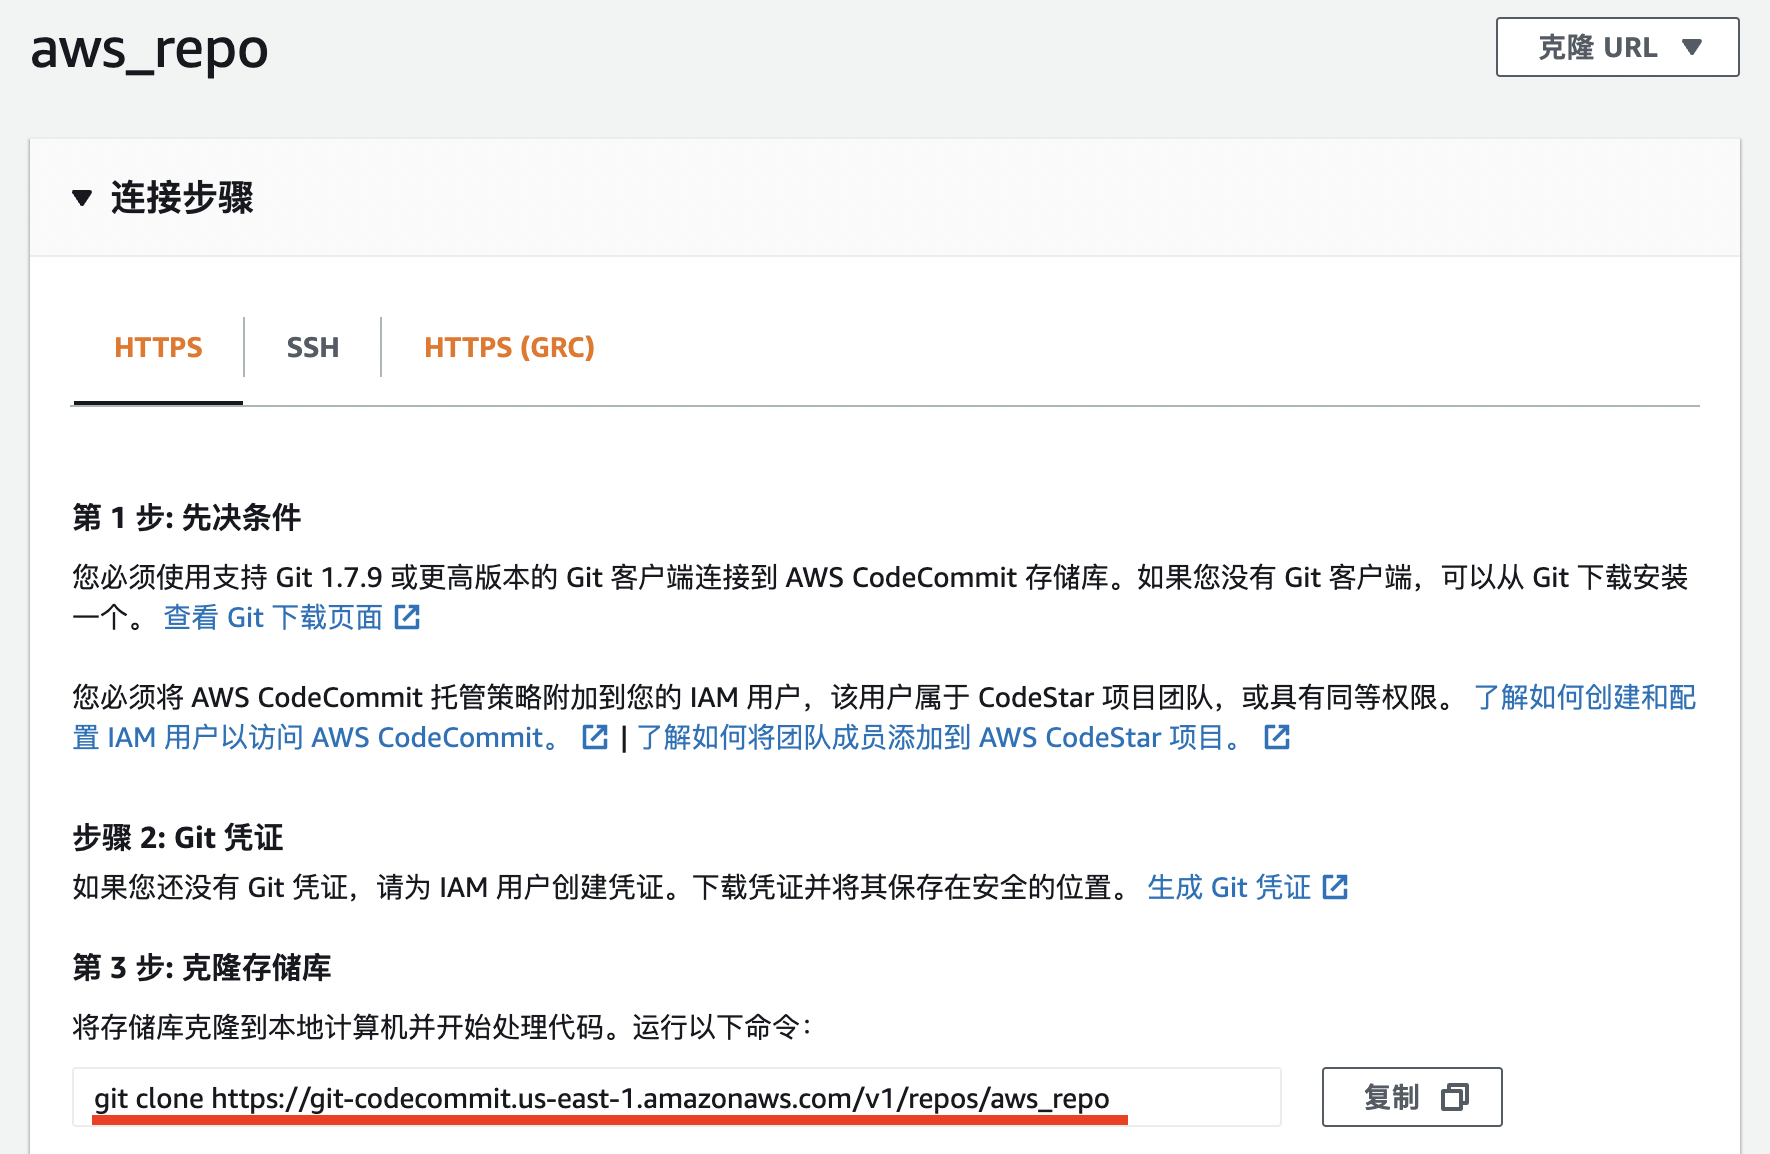 aws_repo
克隆 URL
连接步骤
HTTPS
SSH
HTTPS (GRC)
第 1 步: 先决条件
您必须使用支持 Git 1.7.9 或更高版本的 Git 客户端连接到 AWS CodeCommit 存储库。如果您没有 Git 客户端，可以从 Git 下载安装
一个。 查看 Git 下载页面
您必须将 AWS CodeCommit 托管策略附加到您的 IAM 用户，该用户属于 CodeStar 项目团队，或具有同等权限。 了解如何创建和配
置 IAM 用户以访问 AWS CodeCommit。 | 了解如何将团队成员添加到 AWS CodeStar 项目。
步骤 2: Git 凭证
如果您还没有 Git 凭证，请为 IAM 用户创建凭证。下载凭证并将其保存在安全的位置。 生成 Git 凭证
第 3 步: 克隆存储库
将存储库克隆到本地计算机并开始处理代码。运行以下命令：
git clone https://git-codecommit.us-east-1.amazonaws.com/v1/repos/aws_repo
复制